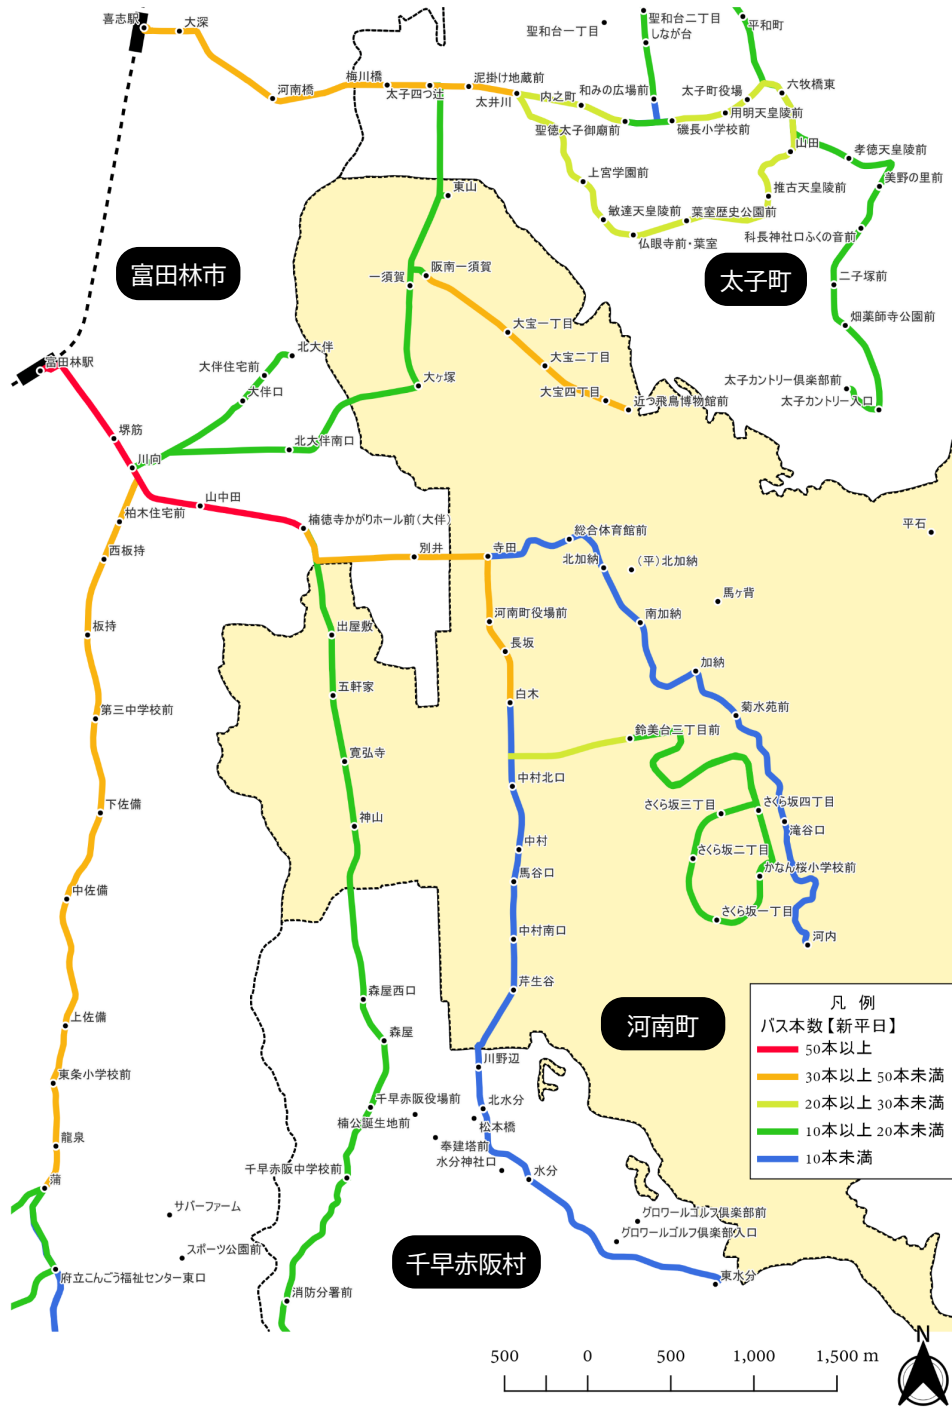 喜志駅
大深
河南橋
梅川橋
太子四つ辻
泥掛け地蔵前
太井川
聖和台一丁目
聖和台二丁目
しなが台
平和町
内之町
和みの広場前
太子町役場
六枚橋東
用明天皇陵前
聖徳太子御廟前
磯長小学校前
山田
孝徳天皇陵前
美野の里前
上宮学園前
推古天皇陵前
敏達天皇陵前
葉室歴史公園前
仏眼寺前・葉室
科長神社口ふくの音前
東山
富田林市
太子町
一須賀
阪南一須賀
二子塚前
畑薬師寺公園前
大宝一丁目
大宝二丁目
大宝四丁目
近つ飛鳥博物館前
太子カントリー倶楽部前
太子カントリー入口
富田林駅
北大伴
大伴住宅前
大伴口
大ヶ塚
北大伴南口
堺筋
川向
山中田
柏木住宅前
楠徳寺かがりホール前(大伴)
西板持
別井
寺田
総合体育館前
北加納
(平)北加納
平石
馬ヶ背
河南町役場前
南加納
出屋敷
板持
長坂
加納
五軒家
白木
菊水苑前
第三中学校前
鈴美台三丁目前
寛弘寺
中村北口
下佐備
神山
さくら坂三丁目
さくら坂四丁目
滝谷口
中村
さくら坂二丁目
かなん桜小学校前
馬谷口
中佐備
さくら坂一丁目
中村南口
河内
森屋西口
芹生谷
上佐備
森屋
河南町
川野辺
東条小学校前
千早赤阪役場前
北水分
楠公誕生地前
松本橋
龍泉
奉建塔前
水分神社口
千早赤阪中学校前
水分
蒲
サバーファーム
グロワールゴルフ倶楽部前
グロワールゴルフ倶楽部入口
スポーツ公園前
千早赤阪村
府立こんごう福祉センター東口
東水分
消防分署前
凡 例
バス本数【新平日】
50本以上
30本以上 50本未満
20本以上 30本未満
10本以上 20本未満
10本未満
500 0 500 1,000 1,500 m
N